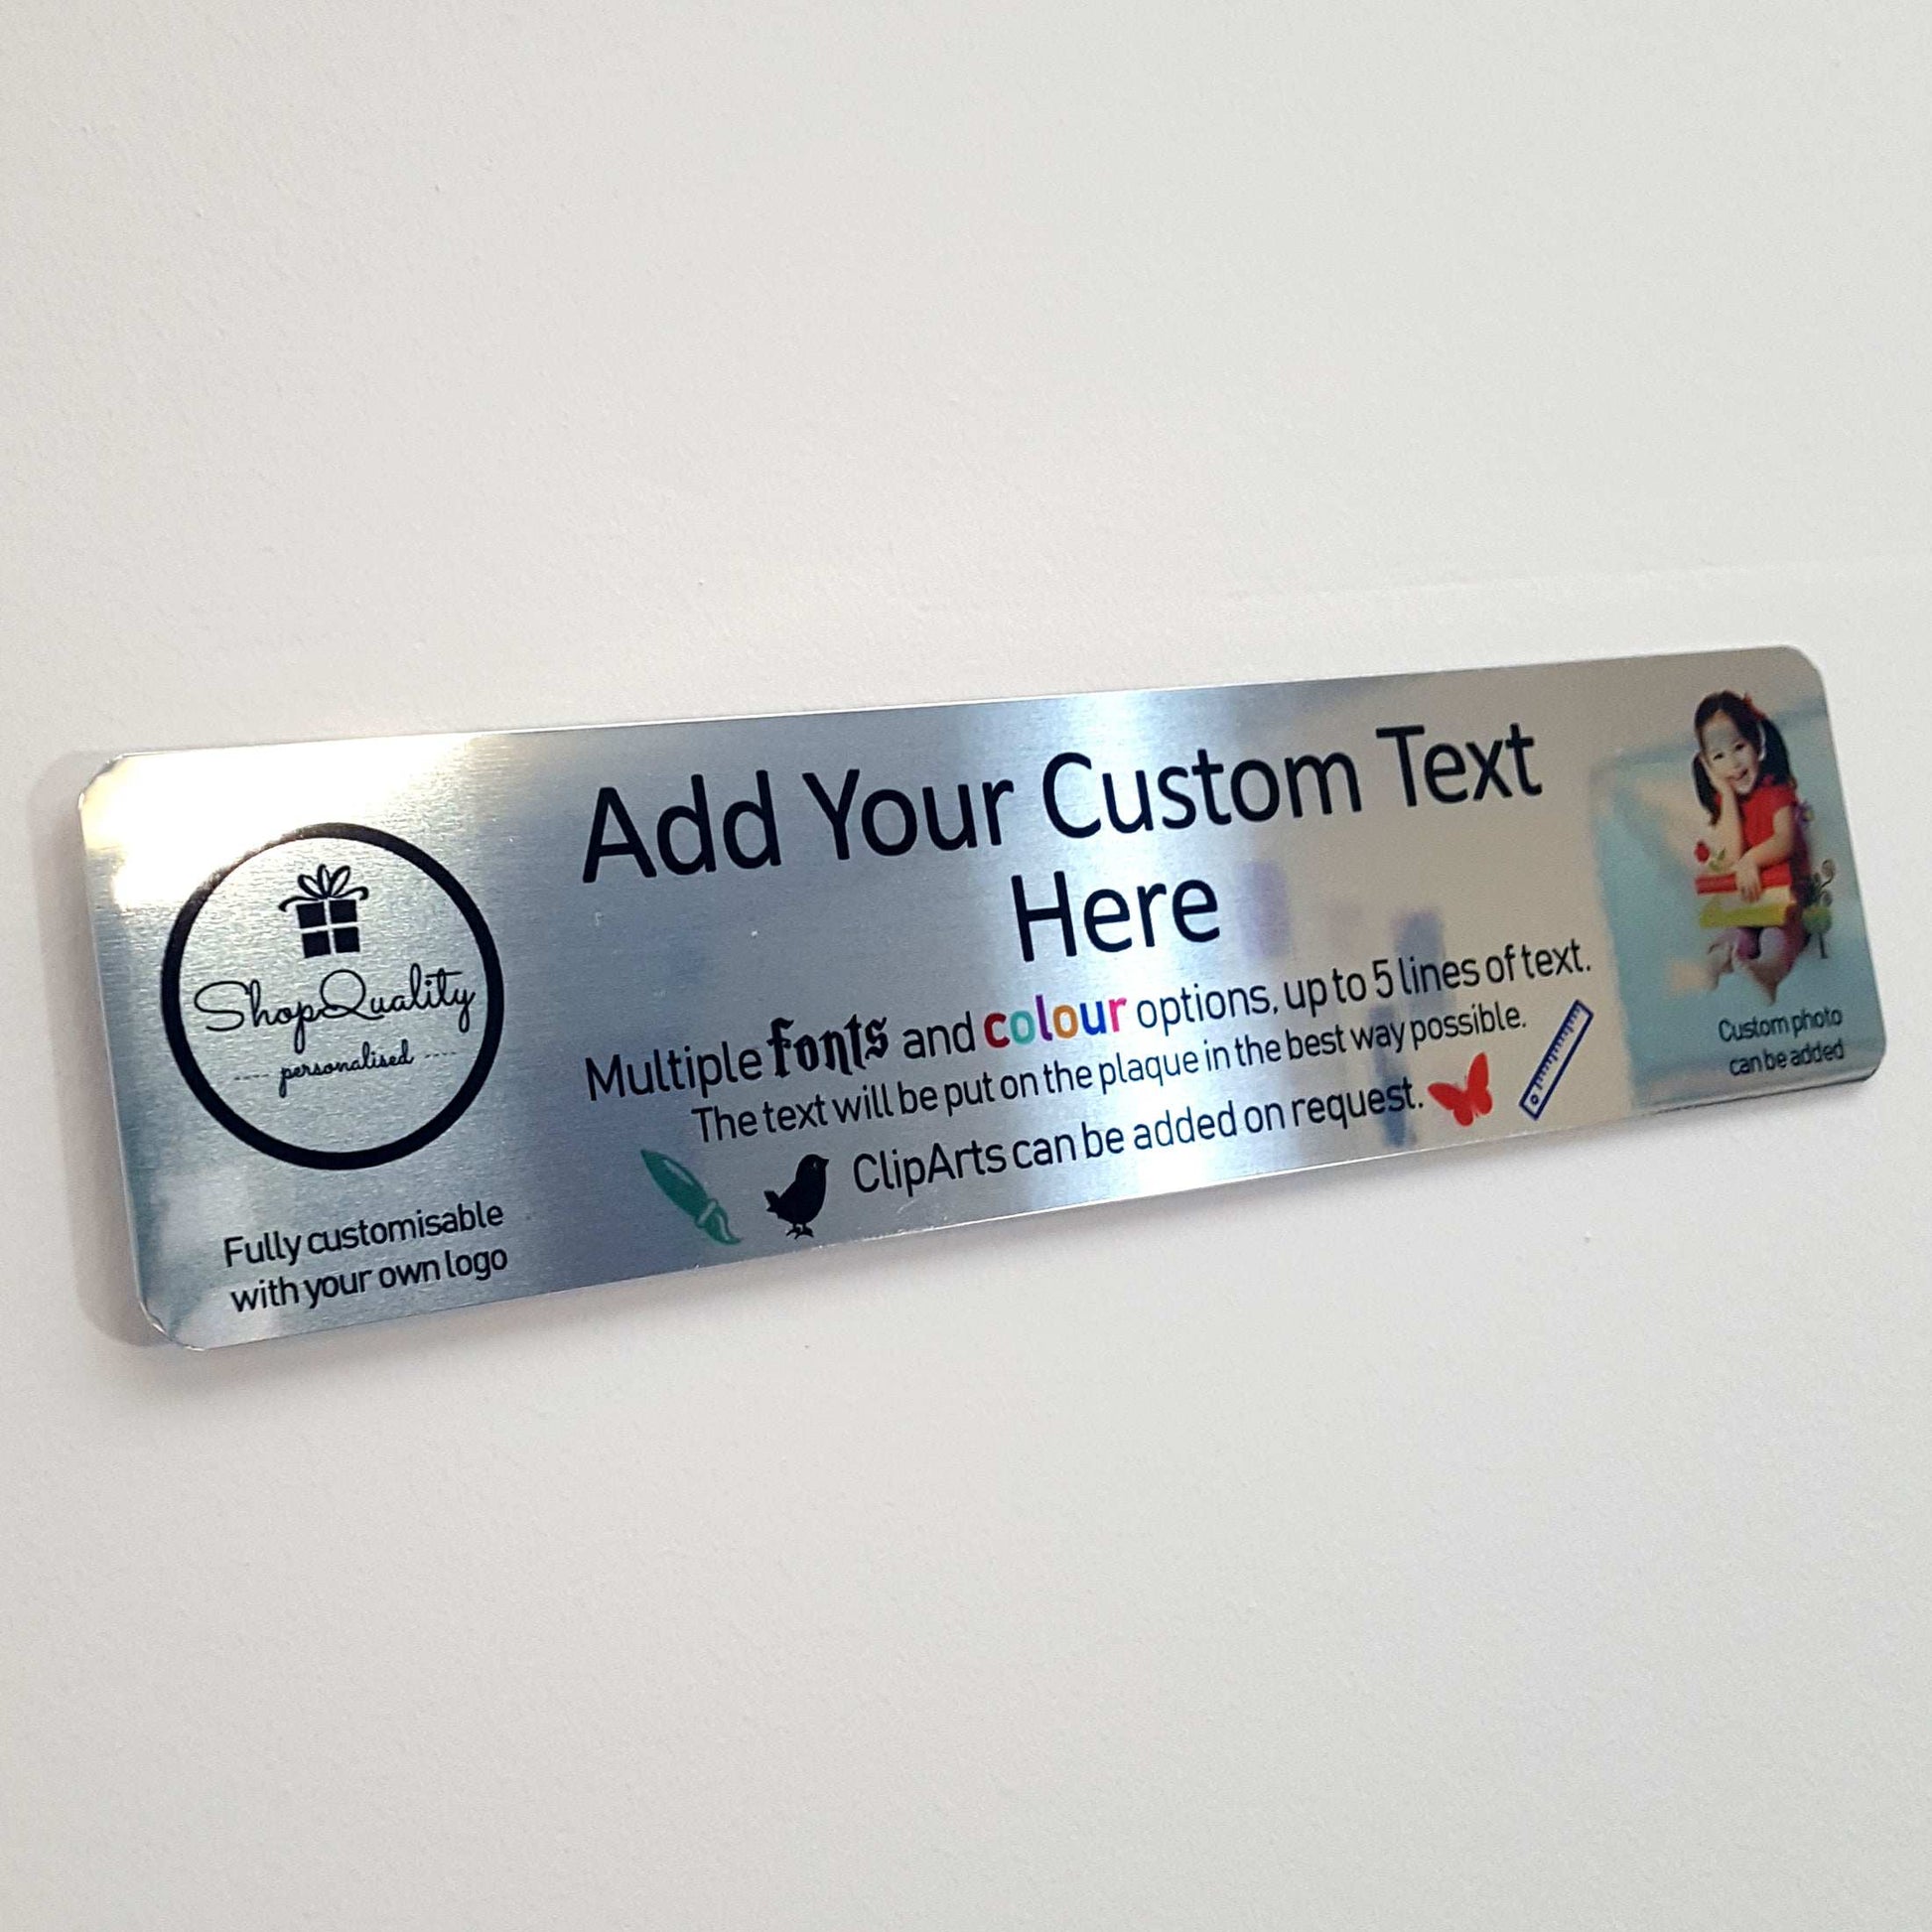 ShopQuality
---- personalised ----
Fully customisable
with your own logo
Add Your Custom Text
Here
Multiple fonts and colour options, up to 5 lines of text.
The text will be put on the plaque in the best way possible.
ClipArts can be added on request.
Custom photo
can be added